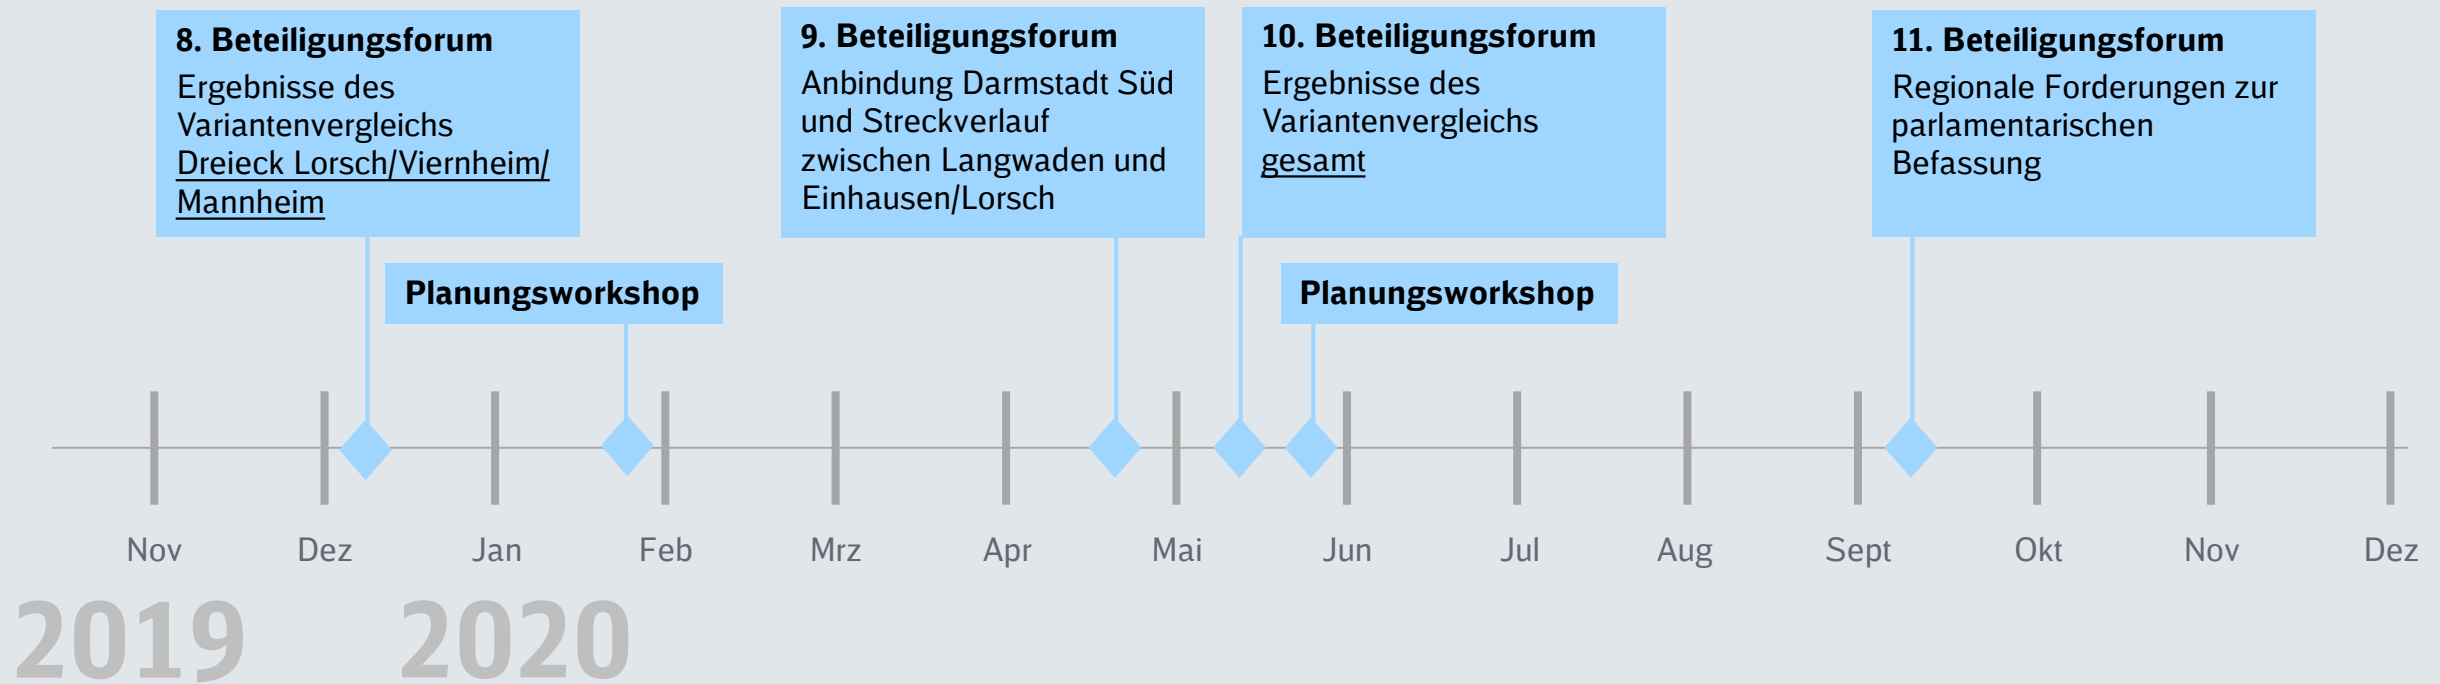 8. Beteiligungsforum
Ergebnisse des
Variantenvergleichs
Dreieck Lorsch/Viernheim/
Mannheim
9. Beteiligungsforum
Anbindung Darmstadt Süd
und Streckverlauf
zwischen Langwaden und
Einhausen/Lorsch
10. Beteiligungsforum
Ergebnisse des
Variantenvergleichs
gesamt
11. Beteiligungsforum
Regionale Forderungen zur
parlamentarischen
Befassung
Planungsworkshop
Planungsworkshop
Nov Dez Jan Feb Mrz Apr Mai Jun Jul Aug Sept Okt Nov Dez
2019 2020